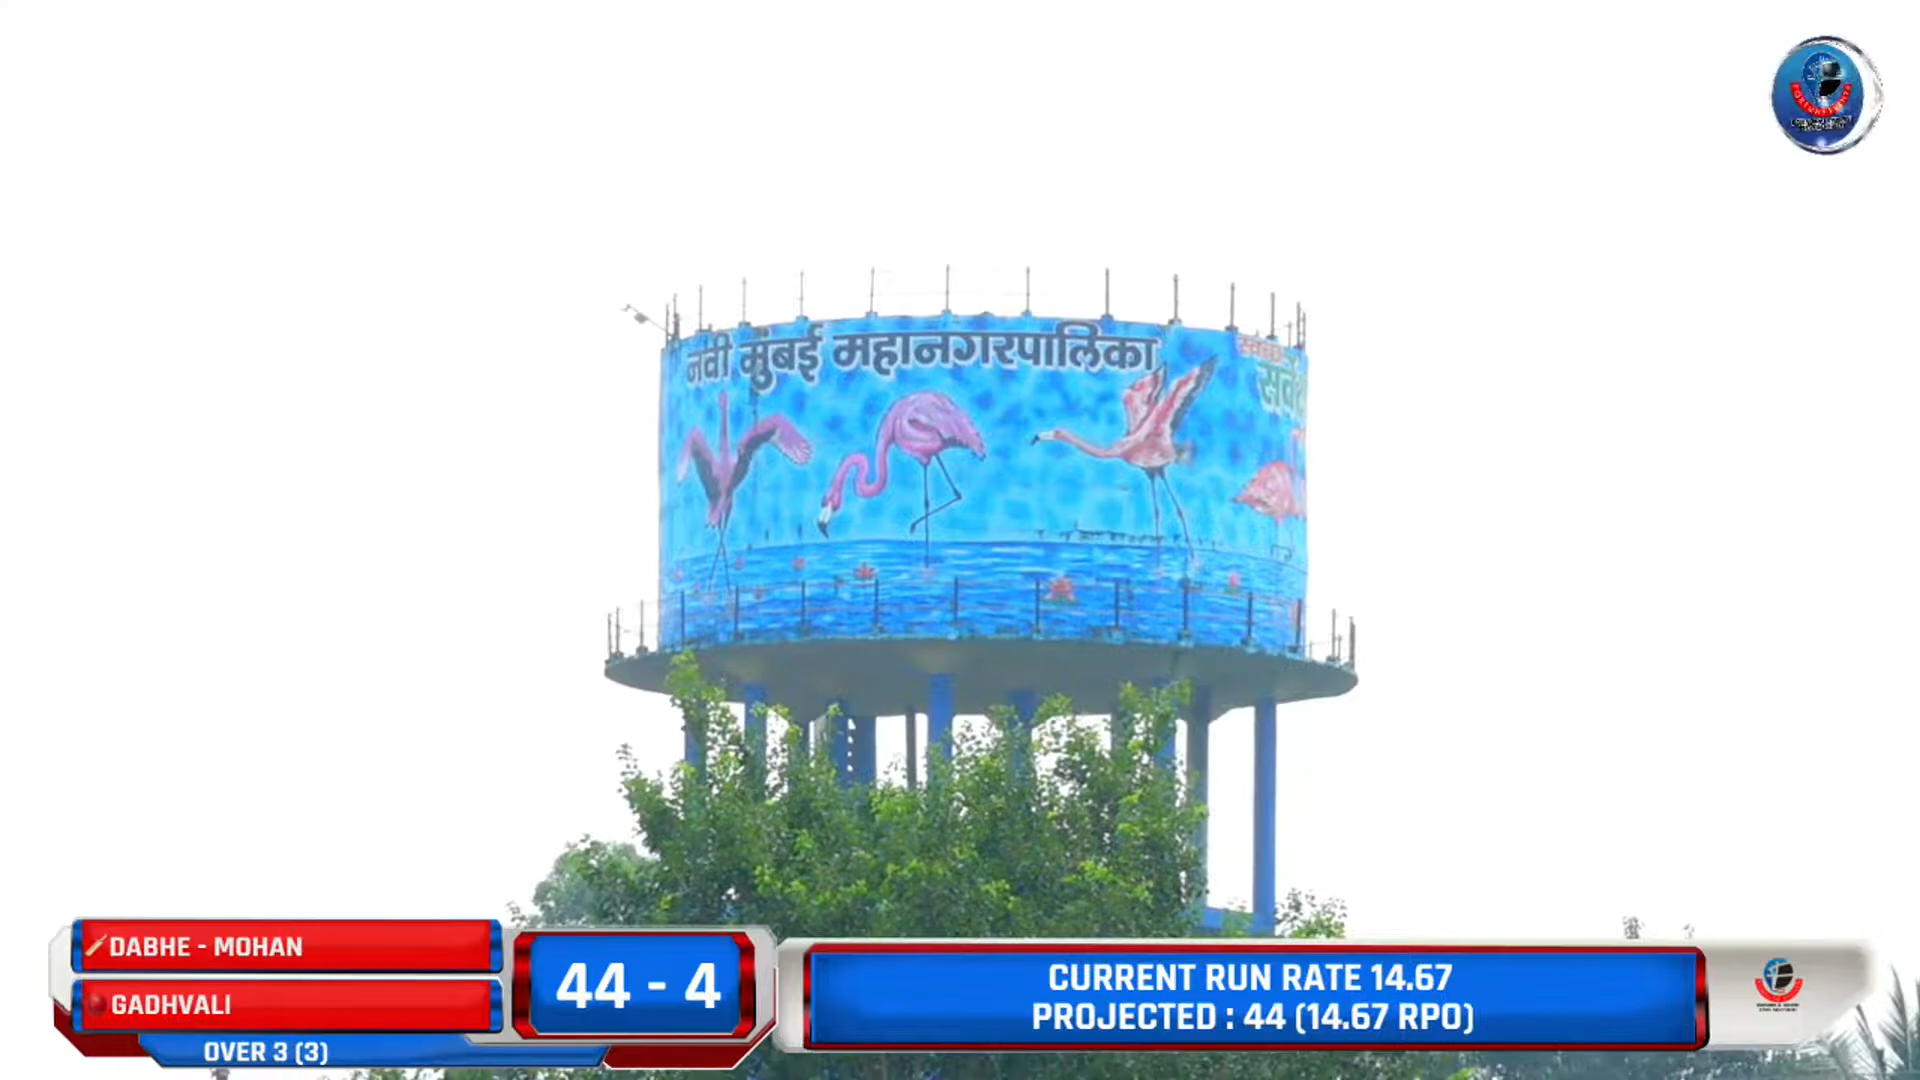 नवी मुंबई महानगरपालिका
DABHE - MOHAN
GADHVALI
OVER 3 (3)
44 - 4
CURRENT RUN RATE 14.67
PROJECTED : 44 (14.67 RPO)